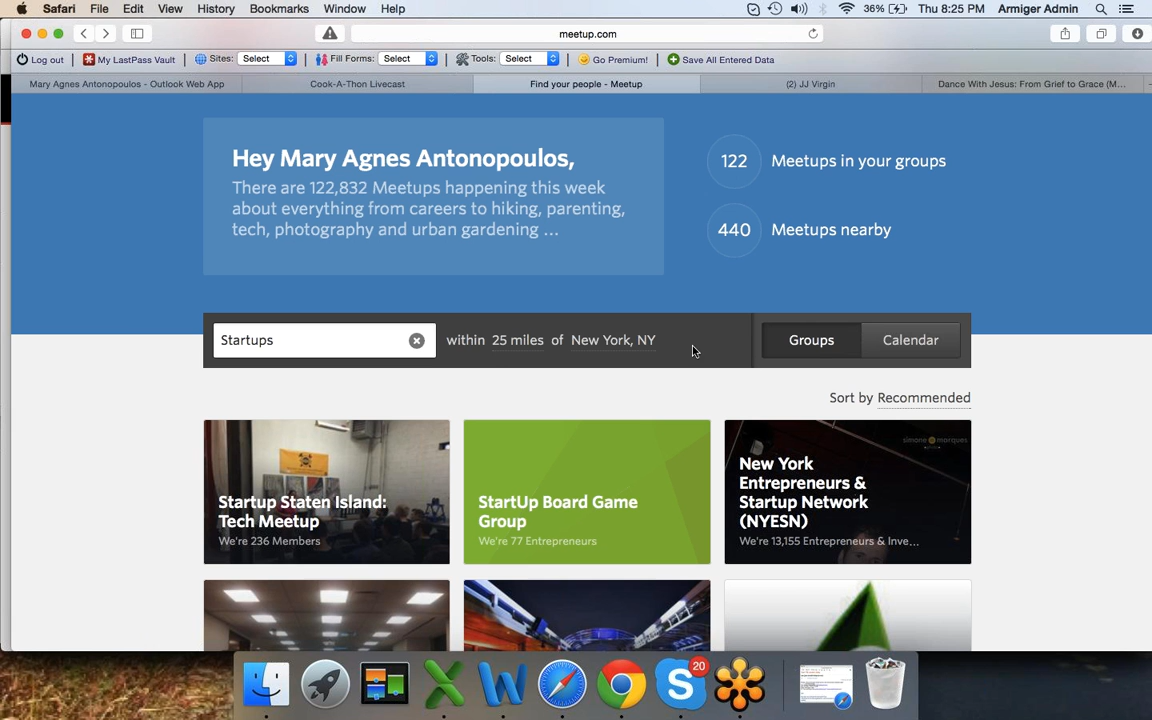 Safari File Edit View History Bookmarks Window Help 36% Thu 8:25 PM Armiger Admin
meetup.com
Log out My LastPass Vault Sites: Select Fill Forms: Select Tools: Select Go Premium! Save All Entered Data
Mary Agnes Antonopoulos - Outlook Web App Cook-A-Thon Livecast Find your people - Meetup (2) JJ Virgin Dance With Jesus: From Grief to Grace (M...
Hey Mary Agnes Antonopoulos,
There are 122,832 Meetups happening this week
about everything from careers to hiking, parenting,
tech, photography and urban gardening ...
122 Meetups in your groups
440 Meetups nearby
Startups within 25 miles of New York, NY Groups Calendar
Sort by Recommended
Startup Staten Island:
Tech Meetup
We're 236 Members
StartUp Board Game
Group
We're 77 Entrepreneurs
simone marques
New York
Entrepreneurs &
Startup Network
(NYESN)
We're 13,155 Entrepreneurs & Inve...
20